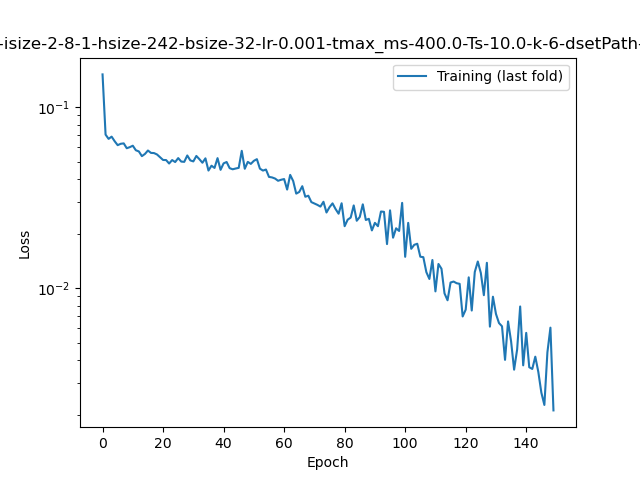 -isize-2-8-1-hsize-242-bsize-32-lr-0.001-tmax_ms-400.0-Ts-10.0-k-6-dsetPath-
Training (last fold)
10⁻¹
10⁻²
Loss
0 20 40 60 80 100 120 140
Epoch